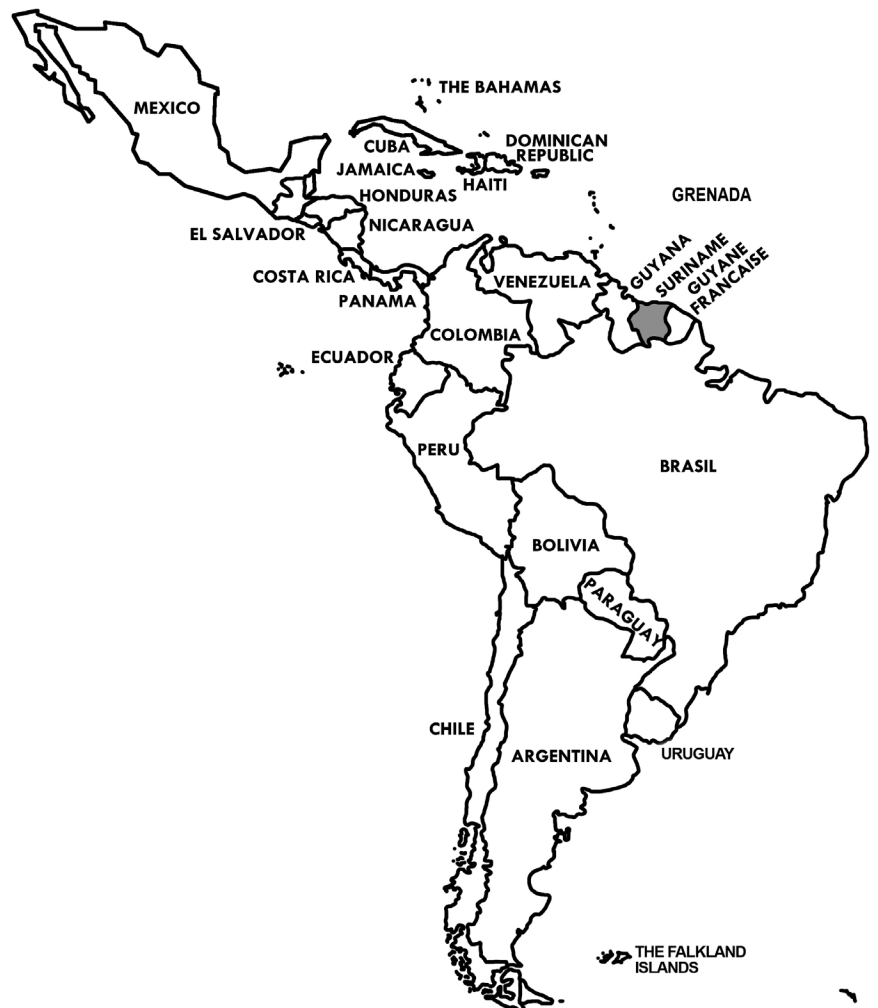 MEXICO
THE BAHAMAS
CUBA
DOMINICAN
REPUBLIC
JAMAICA
HAITI
HONDURAS
GRENADA
NICARAGUA
EL SALVADOR
COSTA RICA
PANAMA
VENEZUELA
GUYANA
SURINAME
GUYANE
FRANCAISE
COLOMBIA
ECUADOR
PERU
BRASIL
BOLIVIA
PARAGUAY
CHILE
ARGENTINA
URUGUAY
THE FALKLAND
ISLANDS